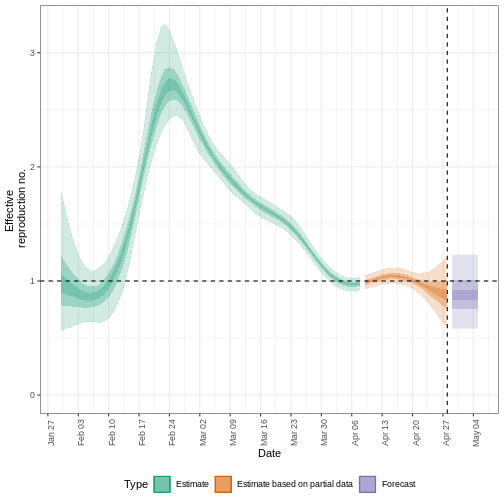 Effective
reproduction no.
3
2
1
0
Jan 27
Feb 03
Feb 10
Feb 17
Feb 24
Mar 02
Mar 09
Mar 16
Mar 23
Mar 30
Apr 06
Apr 13
Apr 20
Apr 27
May 04
Date
Type Estimate Estimate based on partial data Forecast